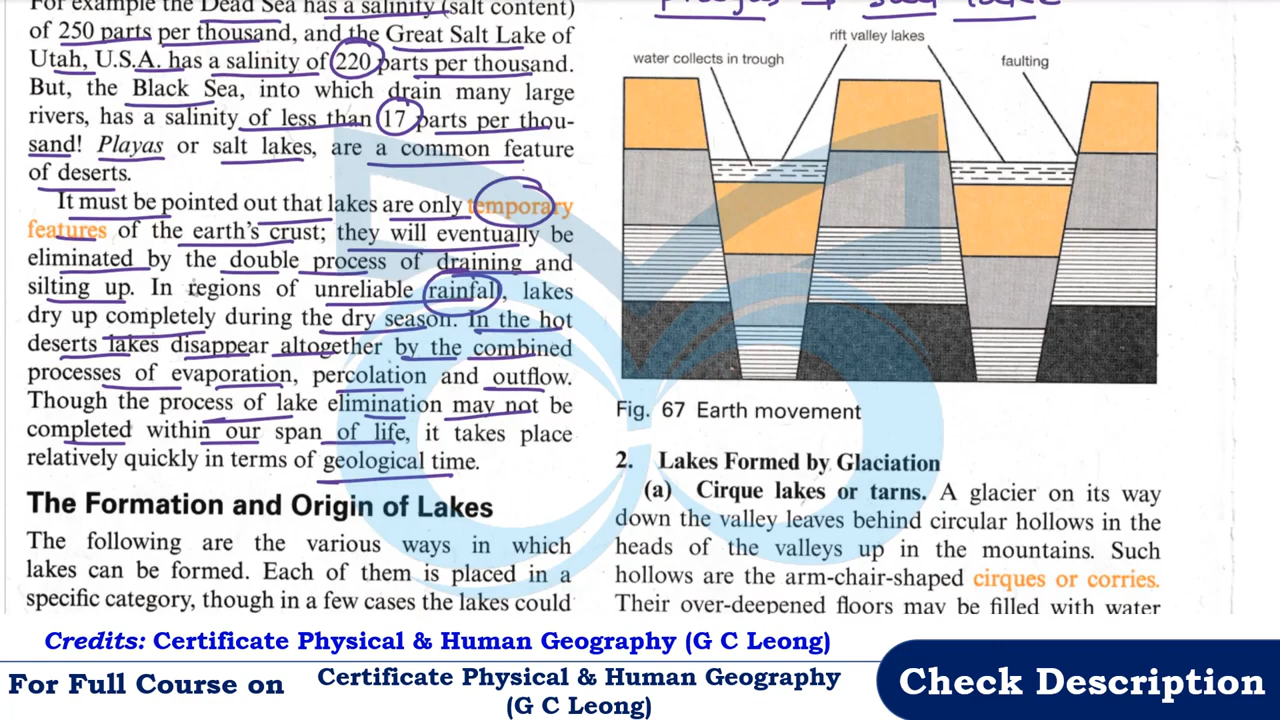 For example the Dead Sea has a salinity (salt content)
of 250 parts per thousand, and the Great Salt Lake of
Utah, U.S.A. has a salinity of 220 parts per thousand.
But, the Black Sea, into which drain many large
rivers, has a salinity of less than 17 parts per thou-
sand! Playas or salt lakes, are a common feature
of deserts.
It must be pointed out that lakes are only temporary
features of the earth's crust; they will eventually be
eliminated by the double process of draining and
silting up. In regions of unreliable rainfall, lakes
dry up completely during the dry season. In the hot
deserts lakes disappear altogether by the combined
processes of evaporation, percolation and outflow.
Though the process of lake elimination may not be
completed within our span of life, it takes place
relatively quickly in terms of geological time.
The Formation and Origin of Lakes
The following are the various ways in which
lakes can be formed. Each of them is placed in a
specific category, though in a few cases the lakes could
rift valley lakes
water collects in trough
faulting
Fig. 67 Earth movement
2. Lakes Formed by Glaciation
(a) Cirque lakes or tarns. A glacier on its way
down the valley leaves behind circular hollows in the
heads of the valleys up in the mountains. Such
hollows are the arm-chair-shaped cirques or corries.
Their over-deepened floors may be filled with water
Credits: Certificate Physical & Human Geography (G C Leong)
For Full Course on
Certificate Physical & Human Geography
(G C Leong)
Check Description